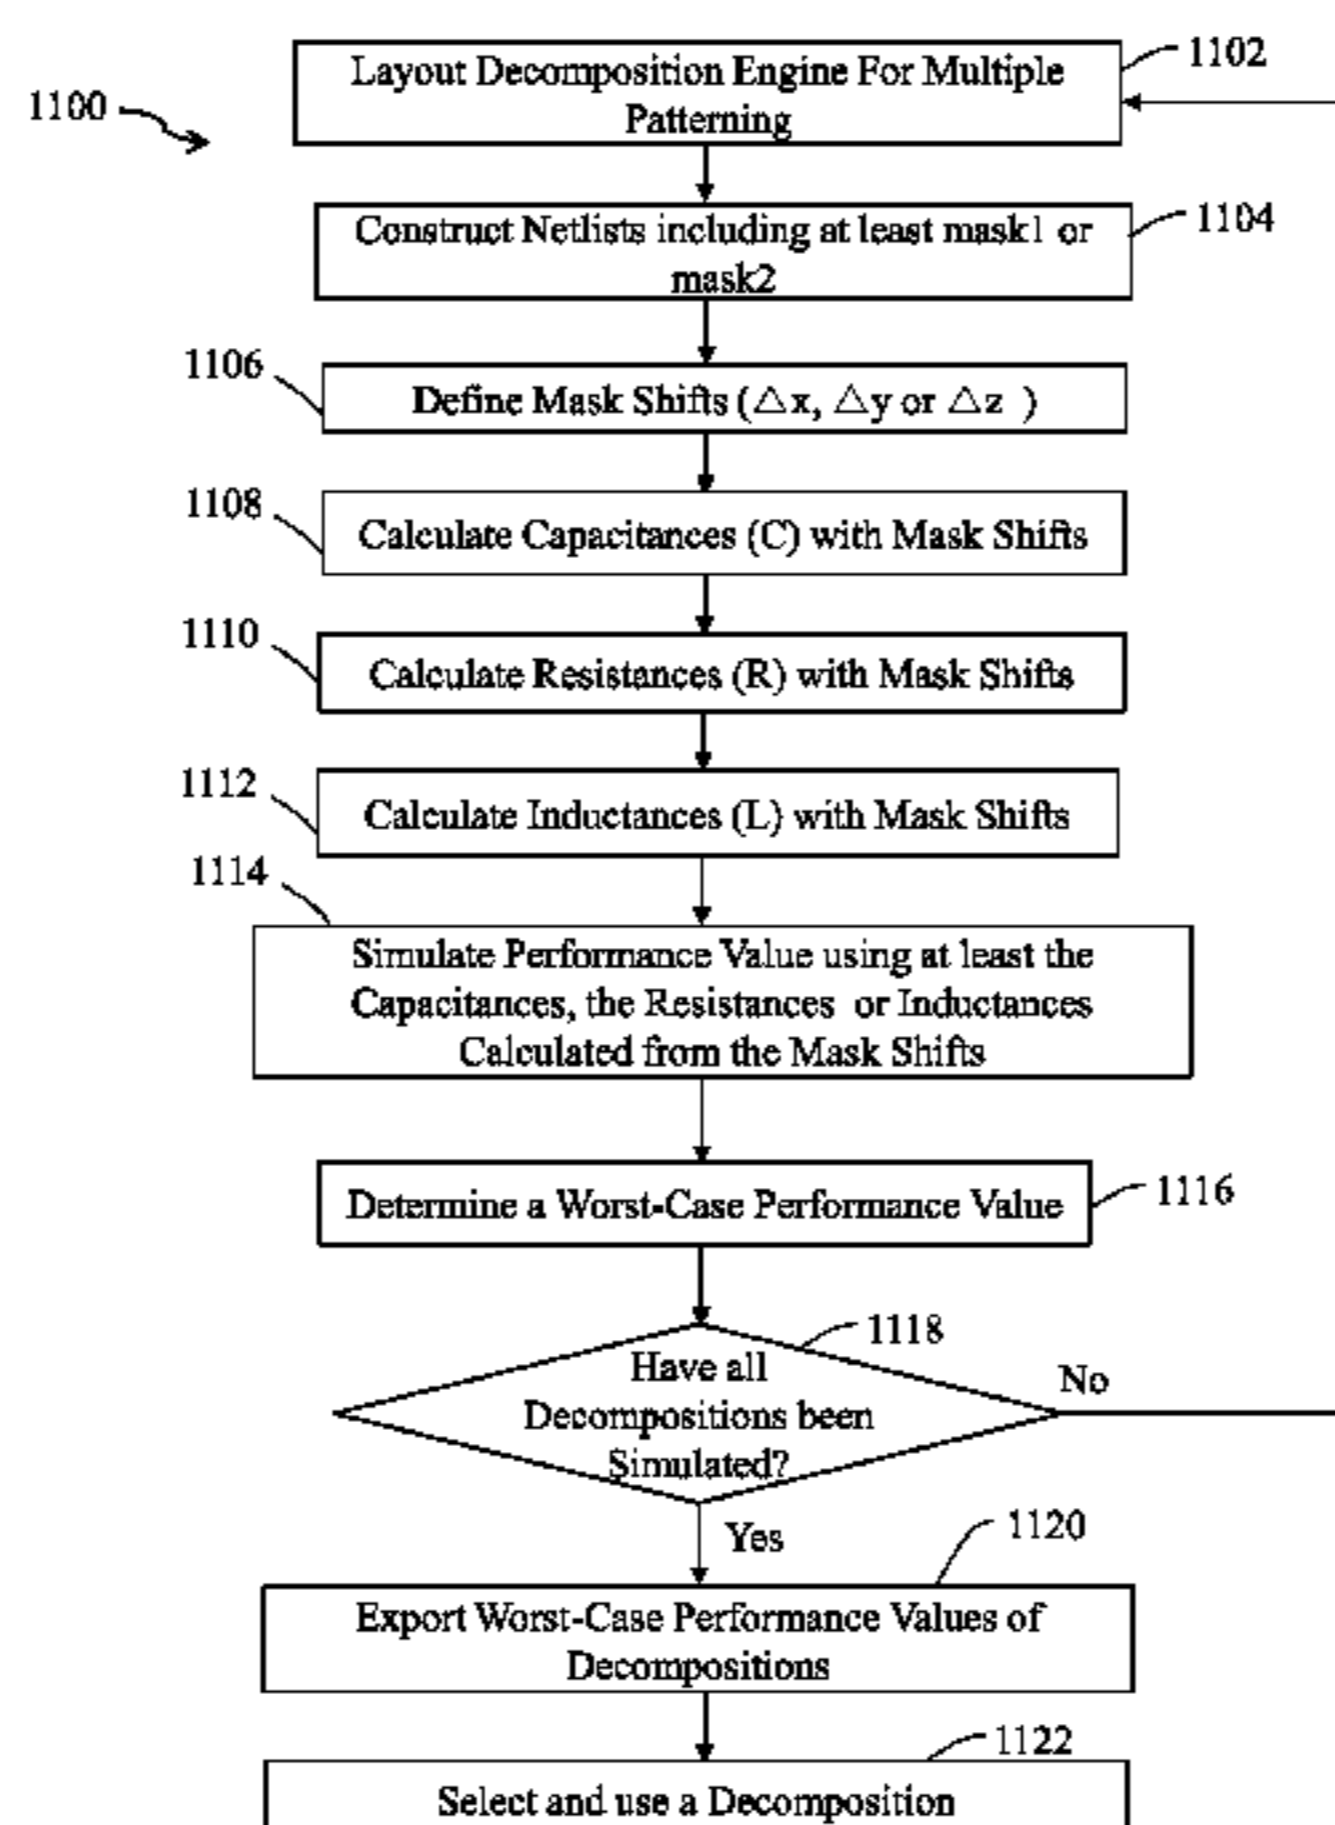 1102
Layout Decomposition Engine For Multiple
Patterning
1100
1104
Construct Netlists including at least mask1 or
mask2
1106
Define Mask Shifts (△x, △y or △z )
1108
Calculate Capacitances (C) with Mask Shifts
1110
Calculate Resistances (R) with Mask Shifts
1112
Calculate Inductances (L) with Mask Shifts
1114
Simulate Performance Value using at least the
Capacitances, the Resistances or Inductances
Calculated from the Mask Shifts
1116
Determine a Worst-Case Performance Value
1118
Have all
Decompositions been
Simulated?
No
Yes
1120
Export Worst-Case Performance Values of
Decompositions
1122
Select and use a Decomposition